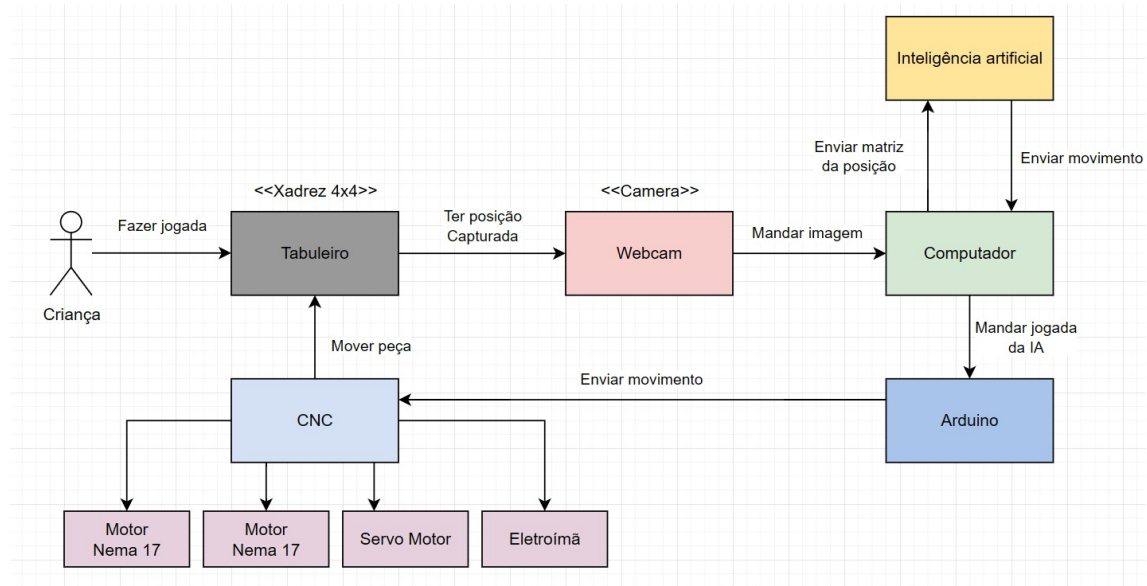 Inteligência artificial
Enviar matriz
da posição
Enviar movimento
<<Xadrez 4x4>>
<<Camera>>
Fazer jogada
Tabuleiro
Ter posição
Capturada
Webcam
Mandar imagem
Computador
Criança
Mover peça
Mandar jogada
da IA
Enviar movimento
CNC
Arduino
Motor
Nema 17
Motor
Nema 17
Servo Motor
Eletroímã